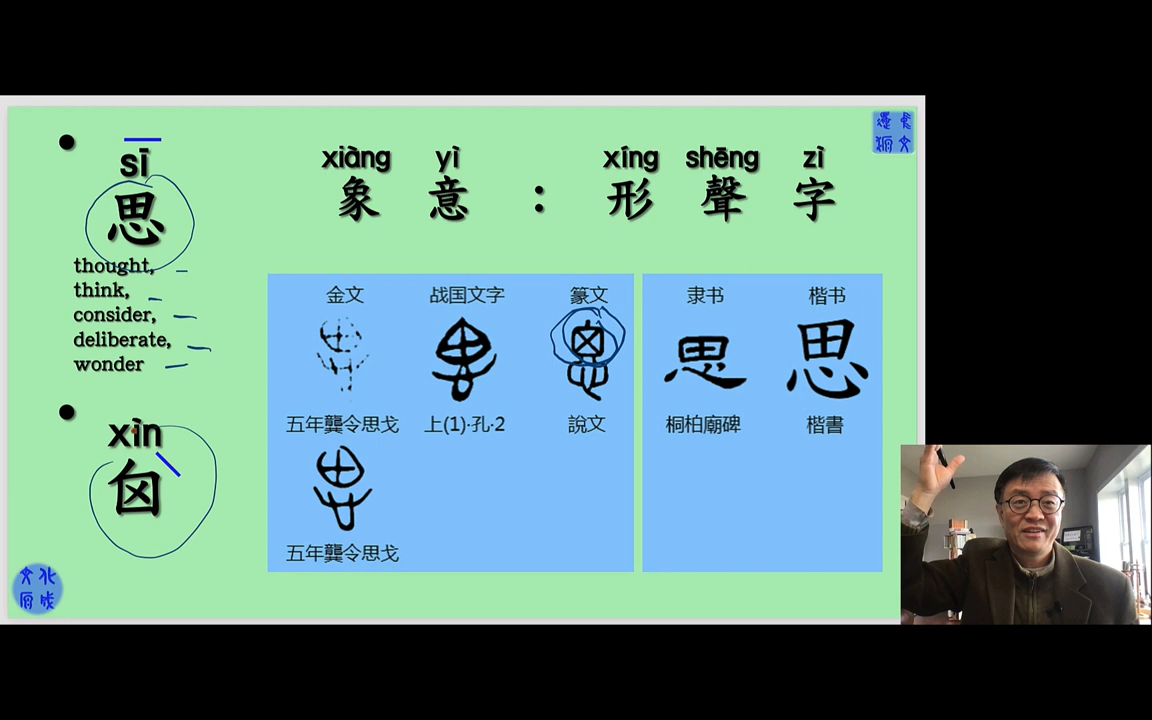 sī
思
thought,
think,
consider,
deliberate,
wonder
xìn
囟
xiàng yì : xíng shēng zì
象 意 : 形 聲 字
金文 战国文字 篆文 隶书 楷书
思 思
五年龔令思戈 上(1)·孔·2 說文 桐柏廟碑 楷書
五年龔令思戈